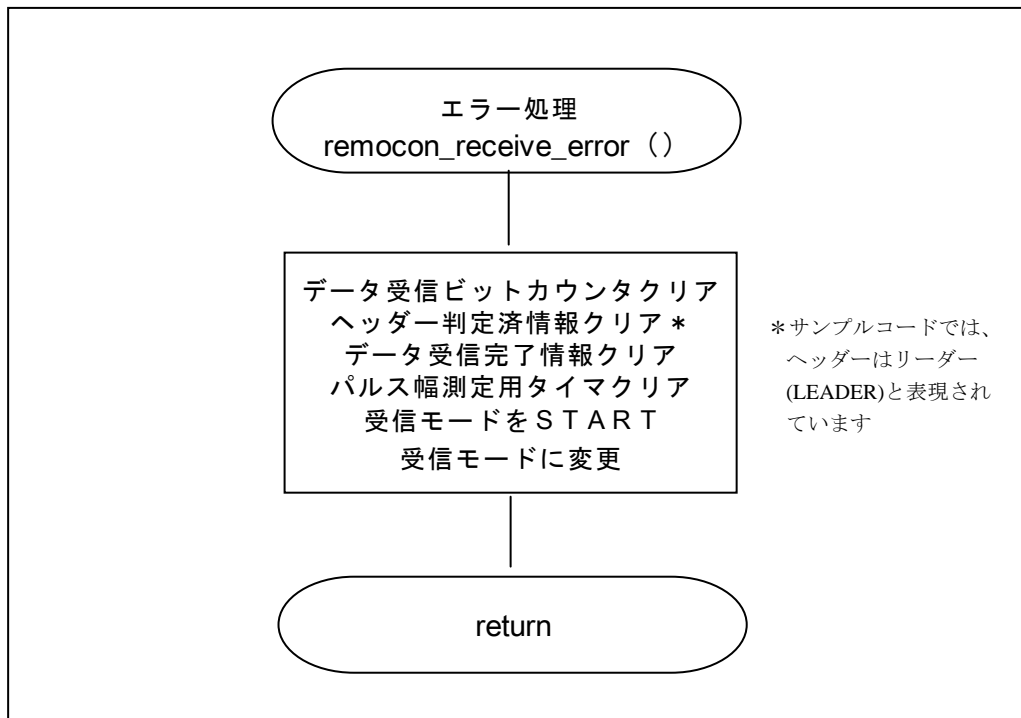 エラー処理
remocon_receive_error（）
データ受信ビットカウンタクリア
ヘッダー判定済情報クリア＊
データ受信完了情報クリア
パルス幅測定用タイマクリア
受信モードをＳＴＡＲＴ
受信モードに変更
＊サンプルコードでは、
ヘッダーはリーダー
(LEADER)と表現され
ています
return